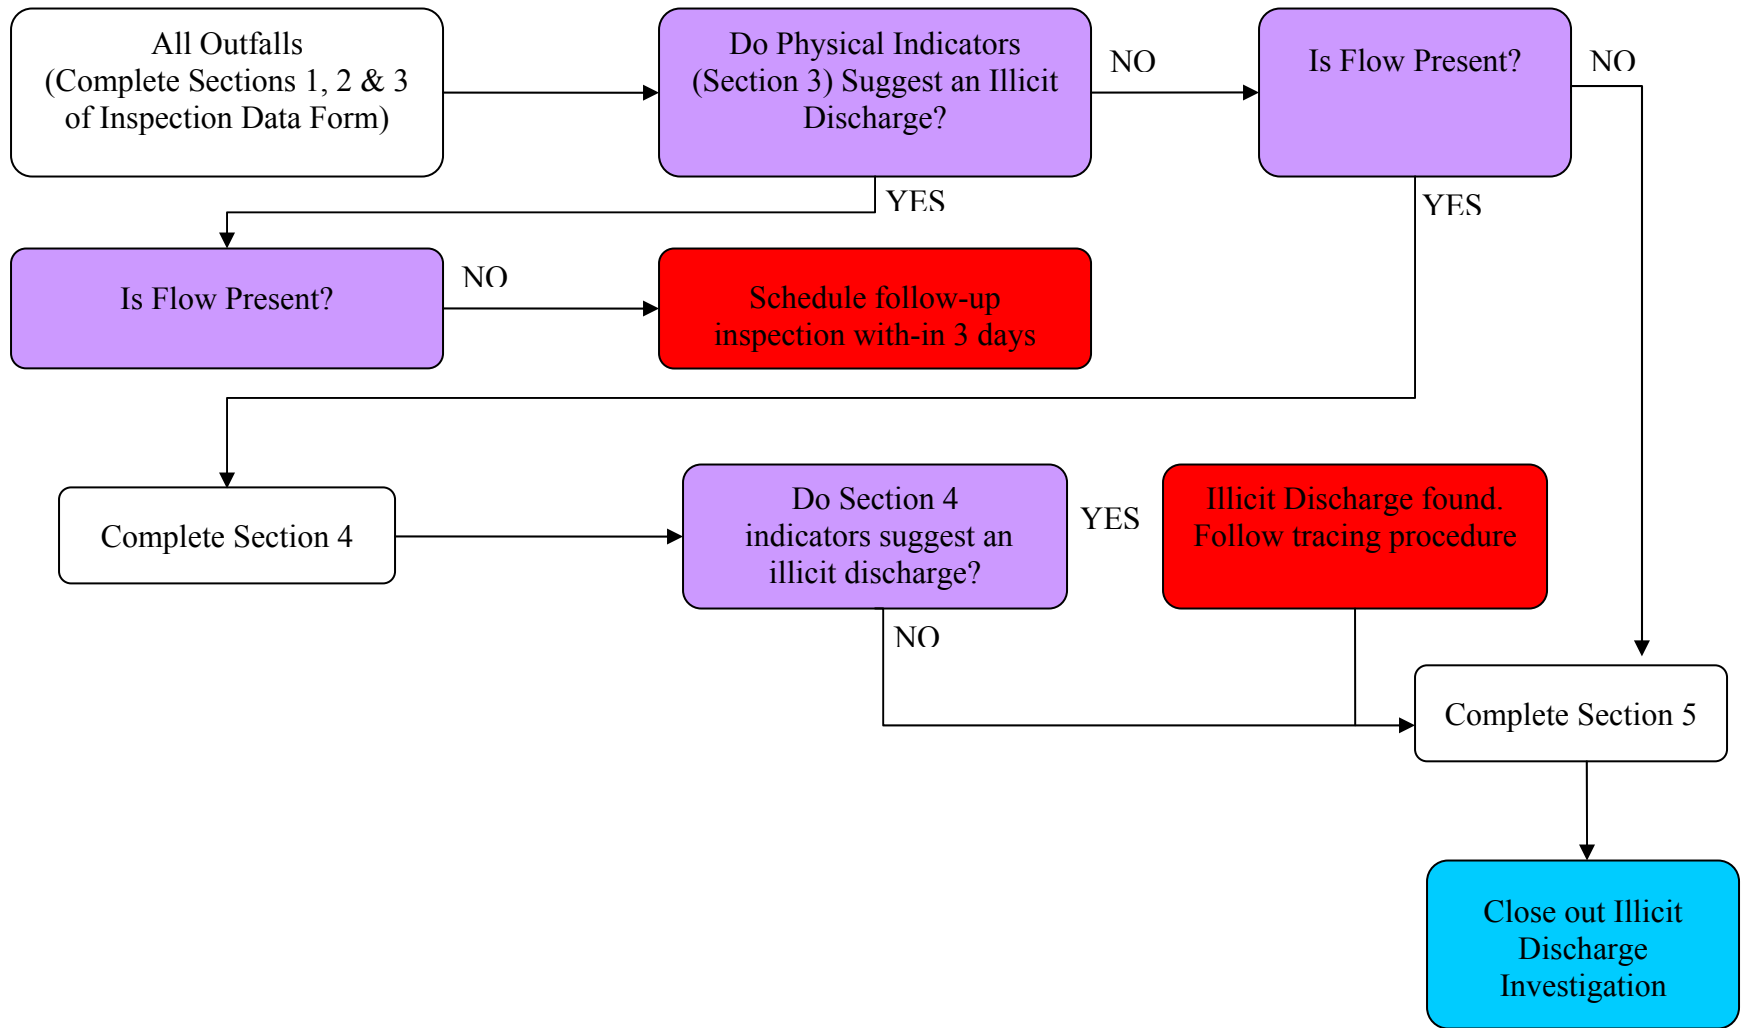 All Outfalls
(Complete Sections 1, 2 & 3
of Inspection Data Form)
Do Physical Indicators
(Section 3) Suggest an Illicit
Discharge?
NO
Is Flow Present?
NO
YES
YES
Is Flow Present?
NO
Schedule follow-up
inspection with-in 3 days
Complete Section 4
Do Section 4
indicators suggest an
illicit discharge?
YES
Illicit Discharge found.
Follow tracing procedure
NO
Complete Section 5
Close out Illicit
Discharge
Investigation